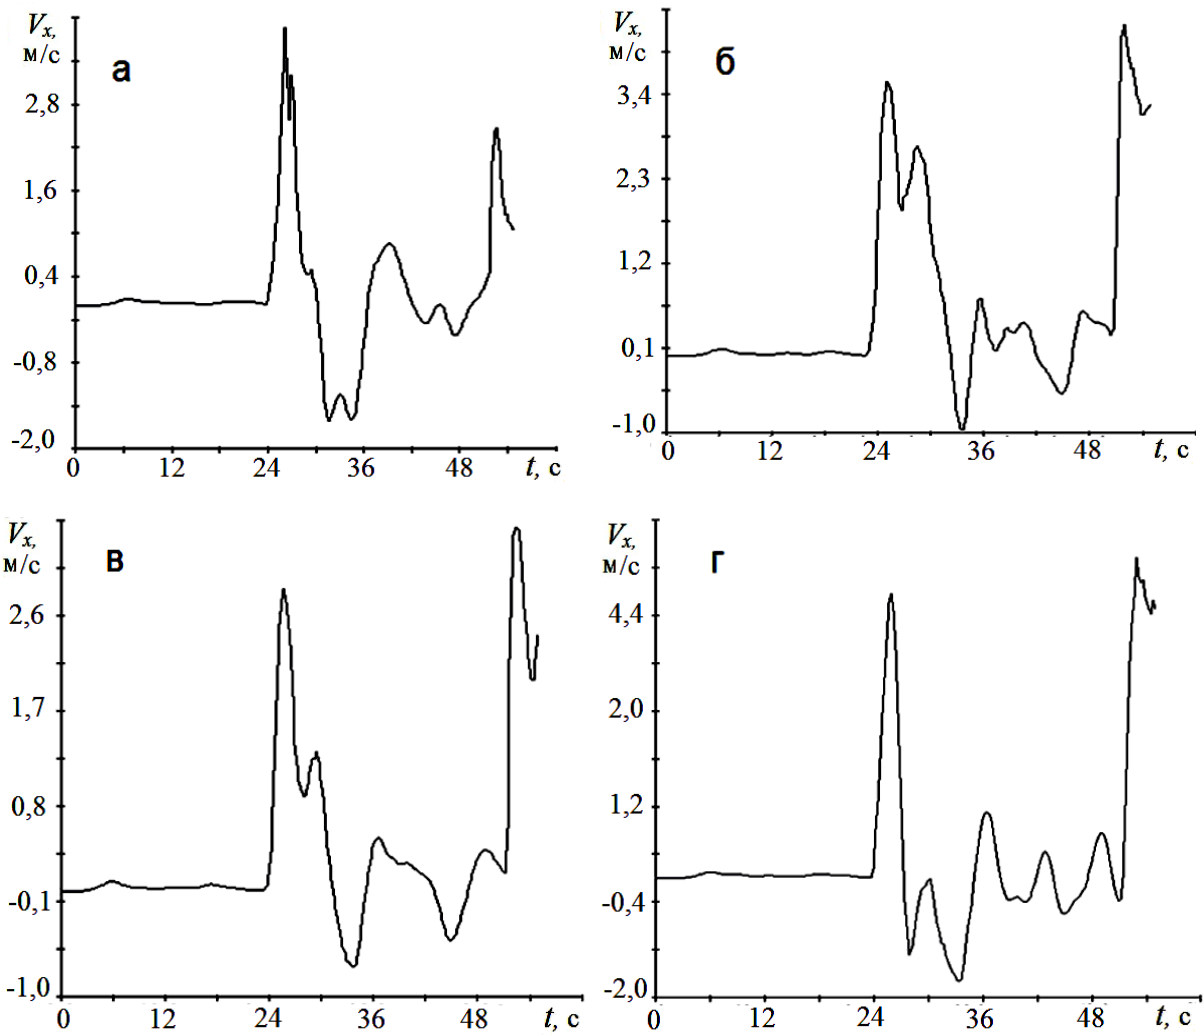 Vx,
м/с
а
2,8
1,6
0,4
-0,8
-2,0
0 12 24 36 48 t, с
Vx,
м/с
б
3,4
2,3
1,2
0,1
-1,0
0 12 24 36 48 t, с
Vx,
м/с
в
2,6
1,7
0,8
-0,1
-1,0
0 12 24 36 48 t, с
Vx,
м/с
г
4,4
2,0
1,2
-0,4
-2,0
0 12 24 36 48 t, с